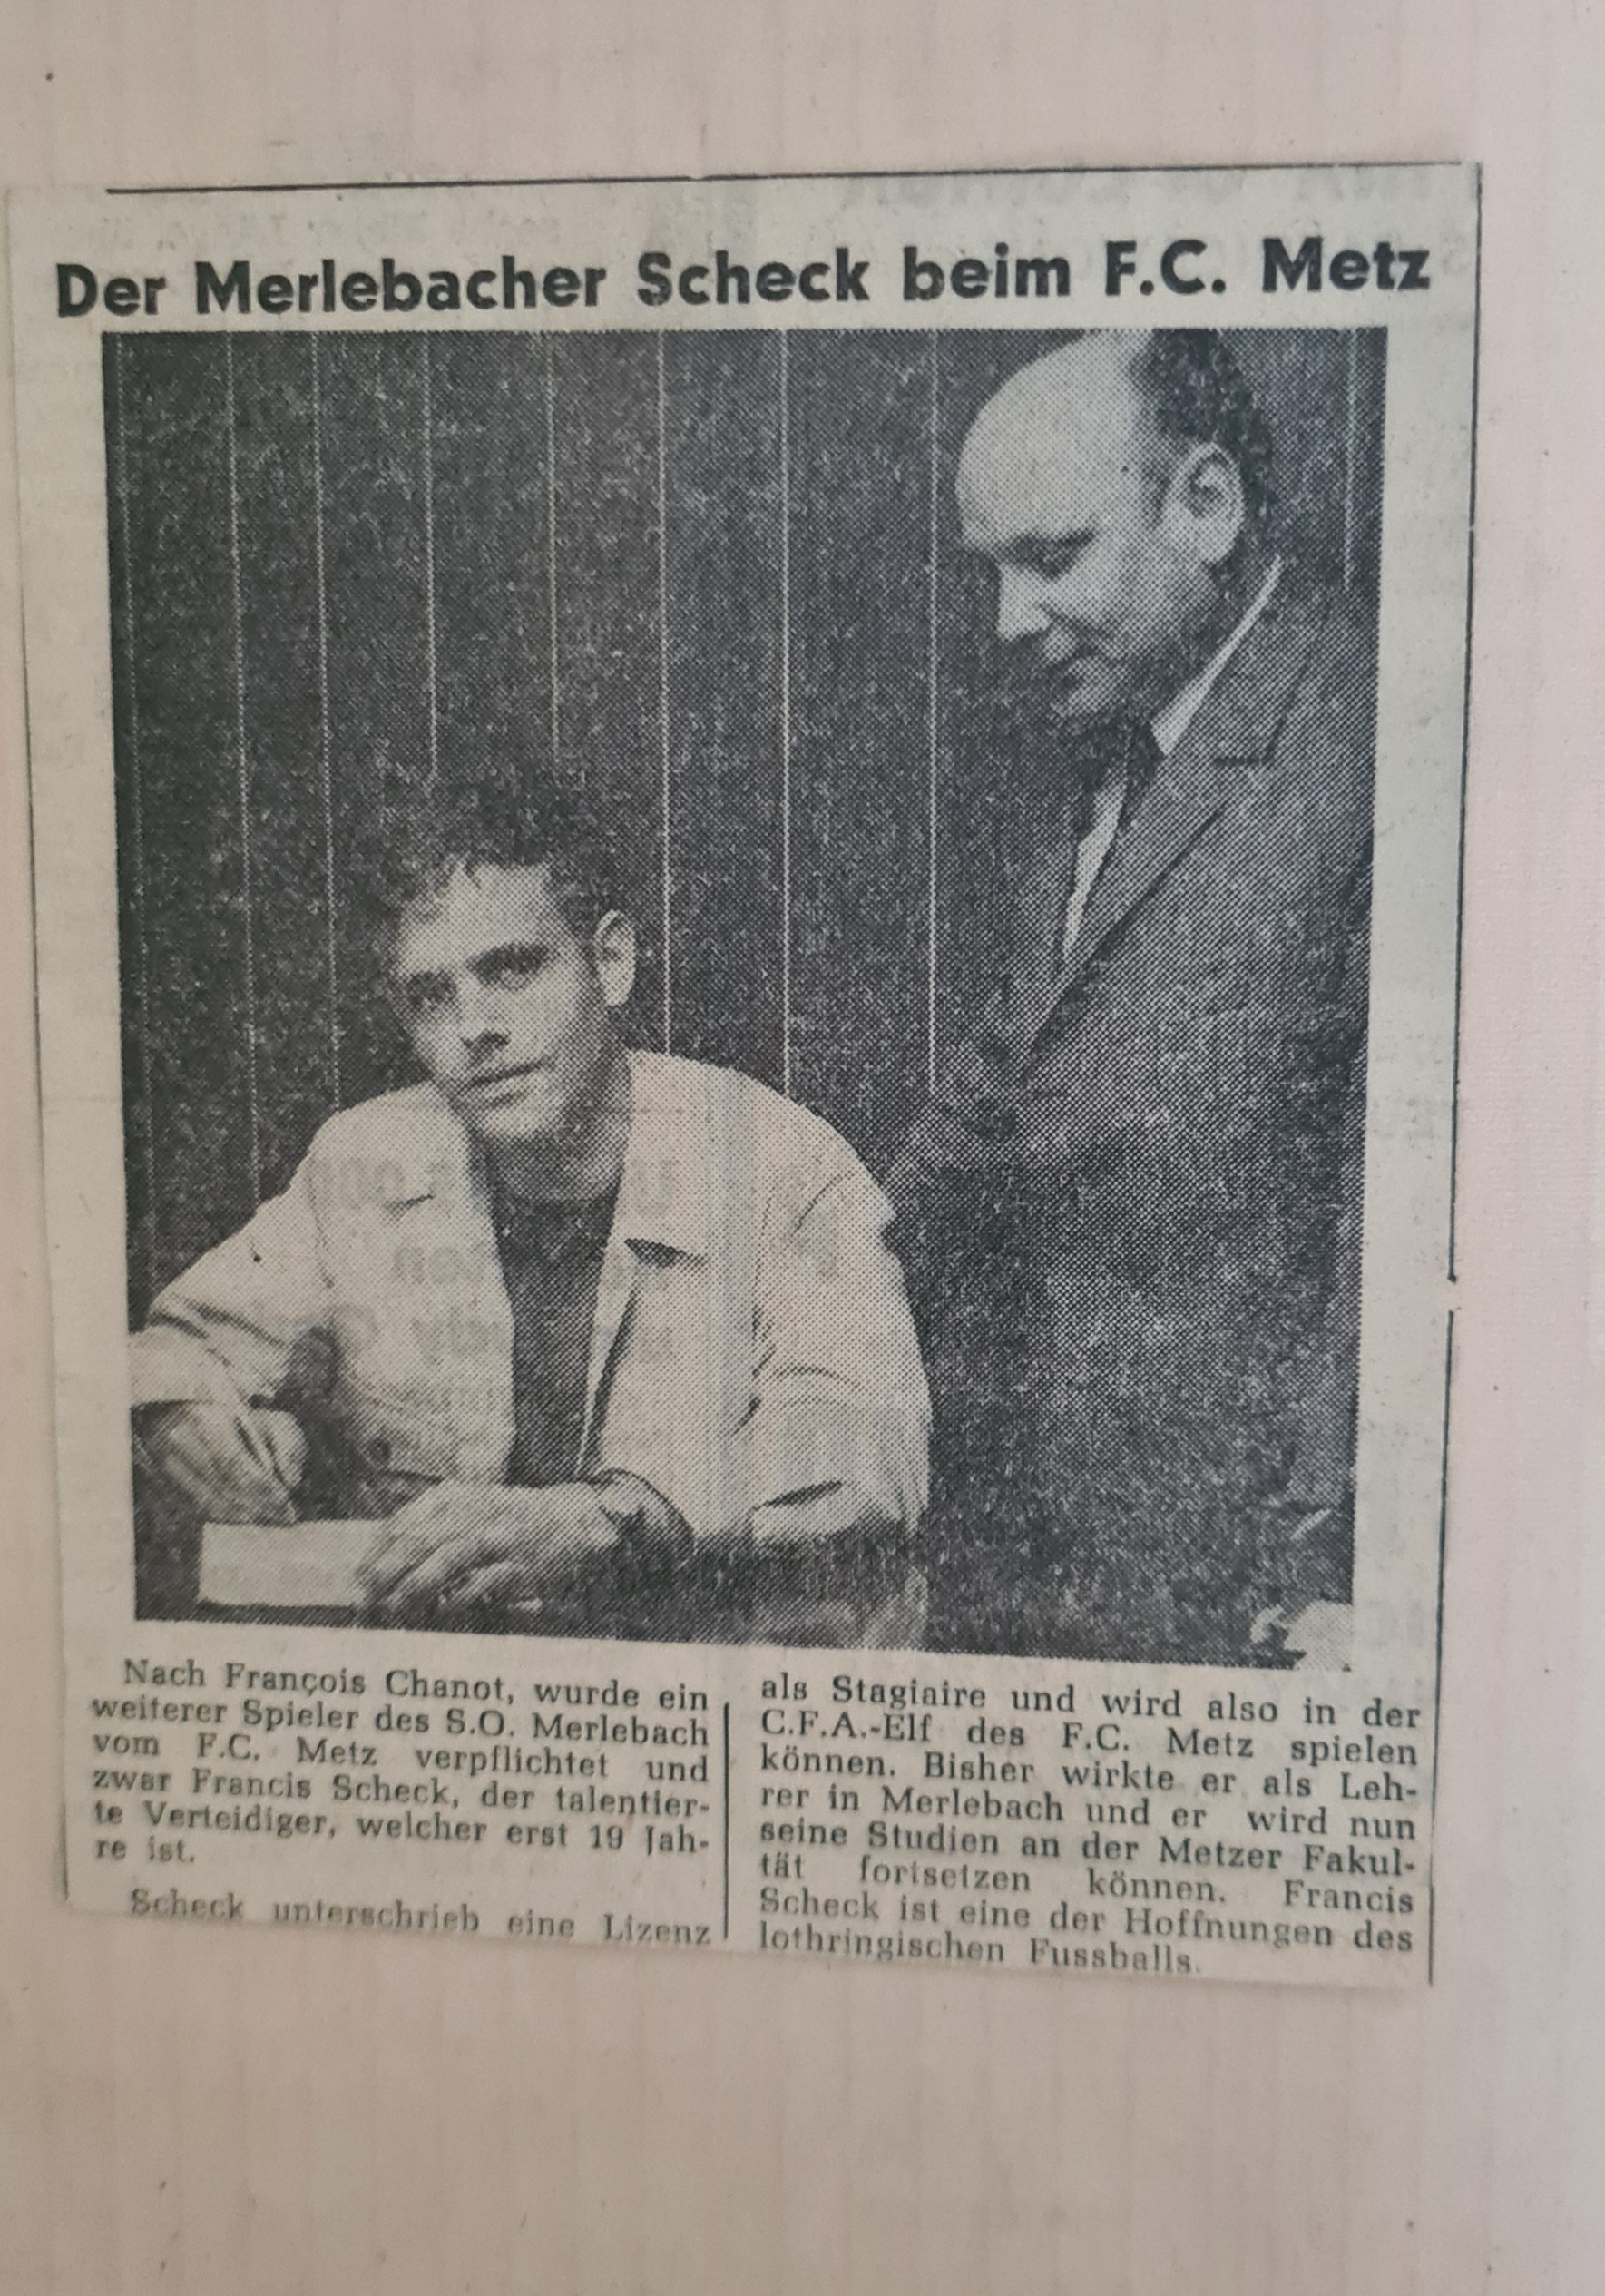 Der Merlebacher Scheck beim F.C. Metz
Nach François Chanot, wurde ein
weiterer Spieler des S.O. Merlebach
vom F.C. Metz verpflichtet und
zwar Francis Scheck, der talentier-
te Verteidiger, welcher erst 19 Jah-
re ist.
Scheck unterschrieb eine Lizenz
als Stagiaire und wird also in der
C.F.A.-Elf des F.C. Metz spielen
können. Bisher wirkte er als Leh-
rer in Merlebach und er wird nun
seine Studien an der Metzer Fakul-
tät fortsetzen können. Francis
Scheck ist eine der Hoffnungen des
lothringischen Fussballs.